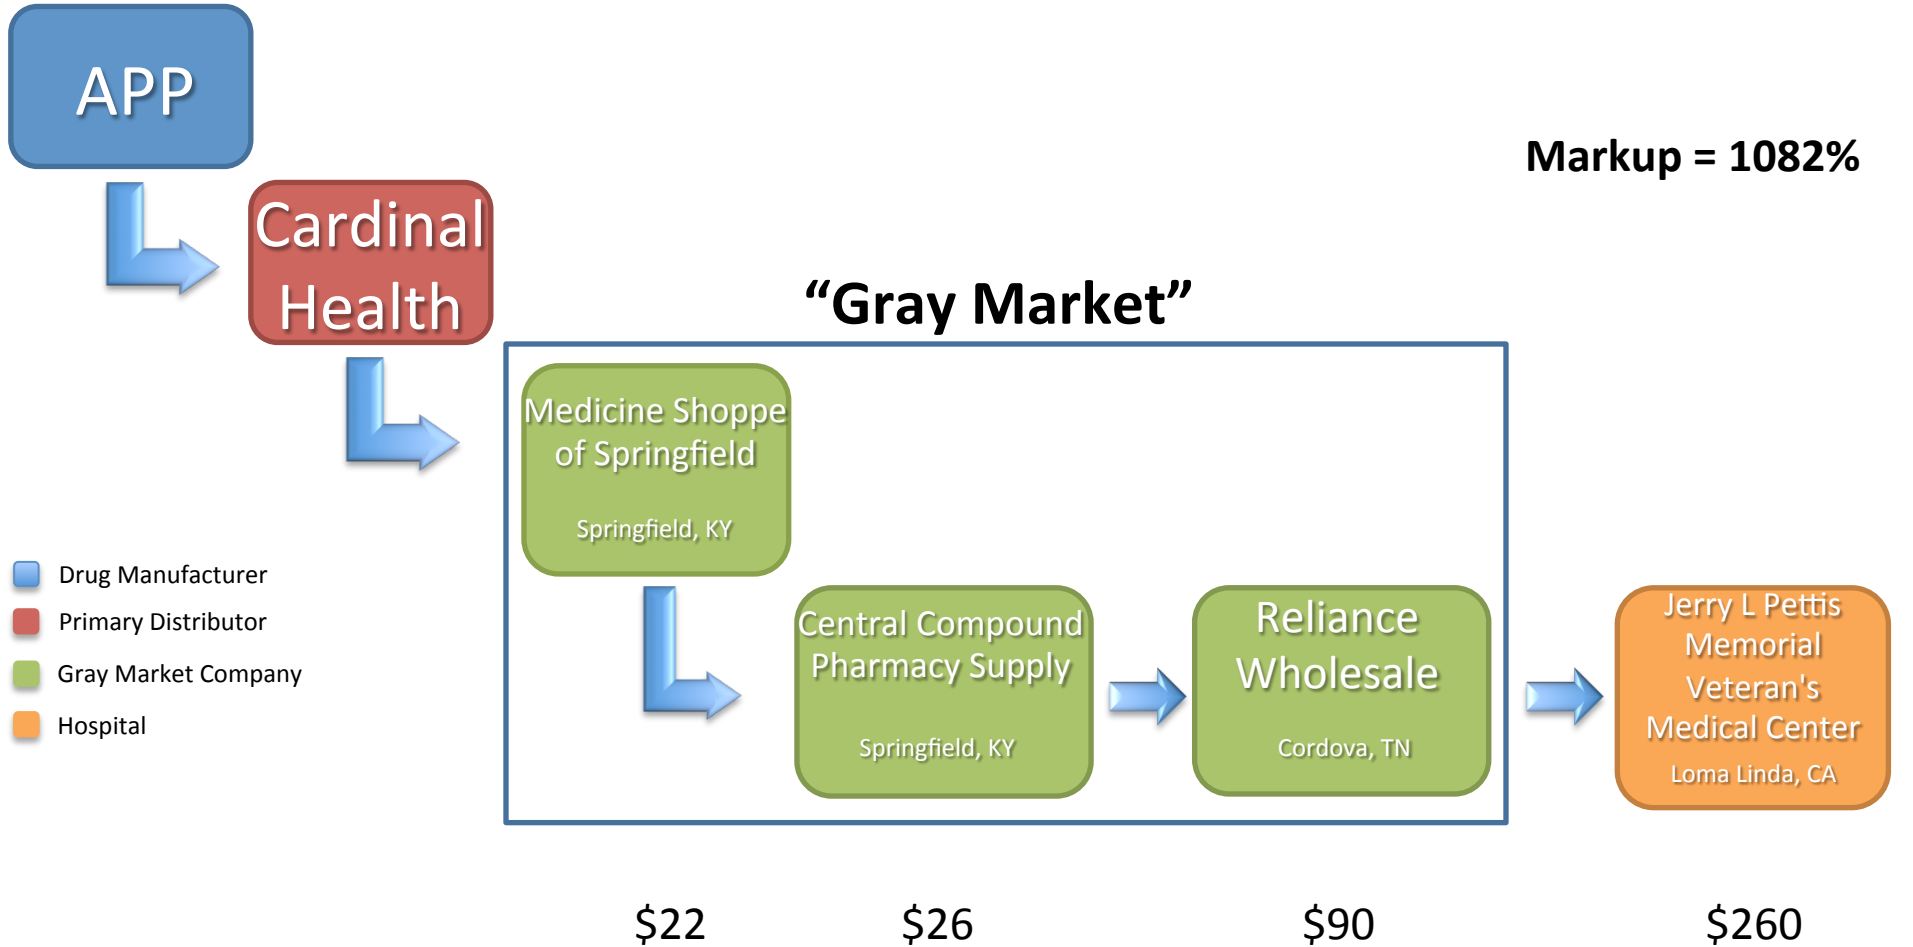 APP
Markup = 1082%
Cardinal
Health
“Gray Market”
Medicine Shoppe
of Springfield
Springfield, KY
Drug Manufacturer
Primary Distributor
Gray Market Company
Hospital
Central Compound
Pharmacy Supply
Springfield, KY
Reliance
Wholesale
Cordova, TN
Jerry L Pettis
Memorial
Veteran's
Medical Center
Loma Linda, CA
$22
$26
$90
$260